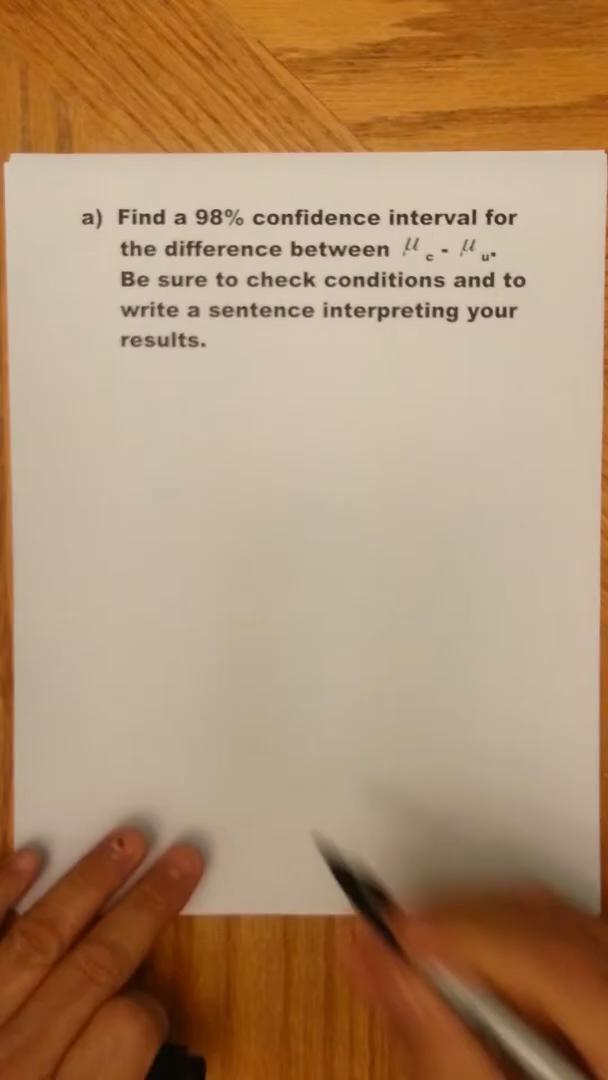 a) Find a 98% confidence interval for
the difference between μc - μu.
Be sure to check conditions and to
write a sentence interpreting your
results.